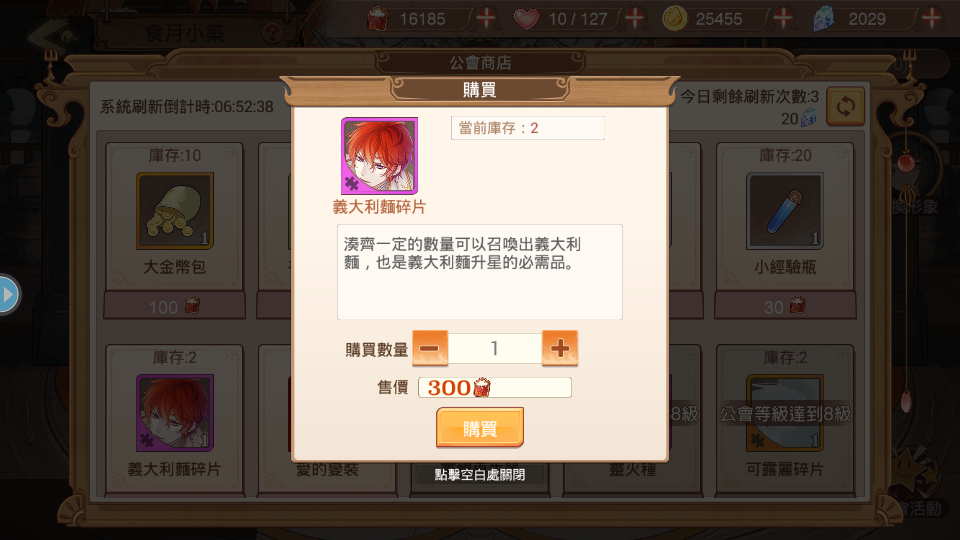 食月小築
?
16185
10 / 127
25455
2029
公會商店
系統刷新倒計時:06:52:38
今日剩餘刷新次數:3
20
購買
當前庫存：2
義大利麵碎片
湊齊一定的數量可以召喚出義大利
麵，也是義大利麵升星的必需品。
購買數量
1
售價
300
購買
點擊空白處關閉
庫存:10
1
大金幣包
100
庫存:20
1
小經驗瓶
30
庫存:2
1
義大利麵碎片
愛的變裝
靈火種
8級
庫存:2
公會等級達到8級
1
可露麗碎片
會活動